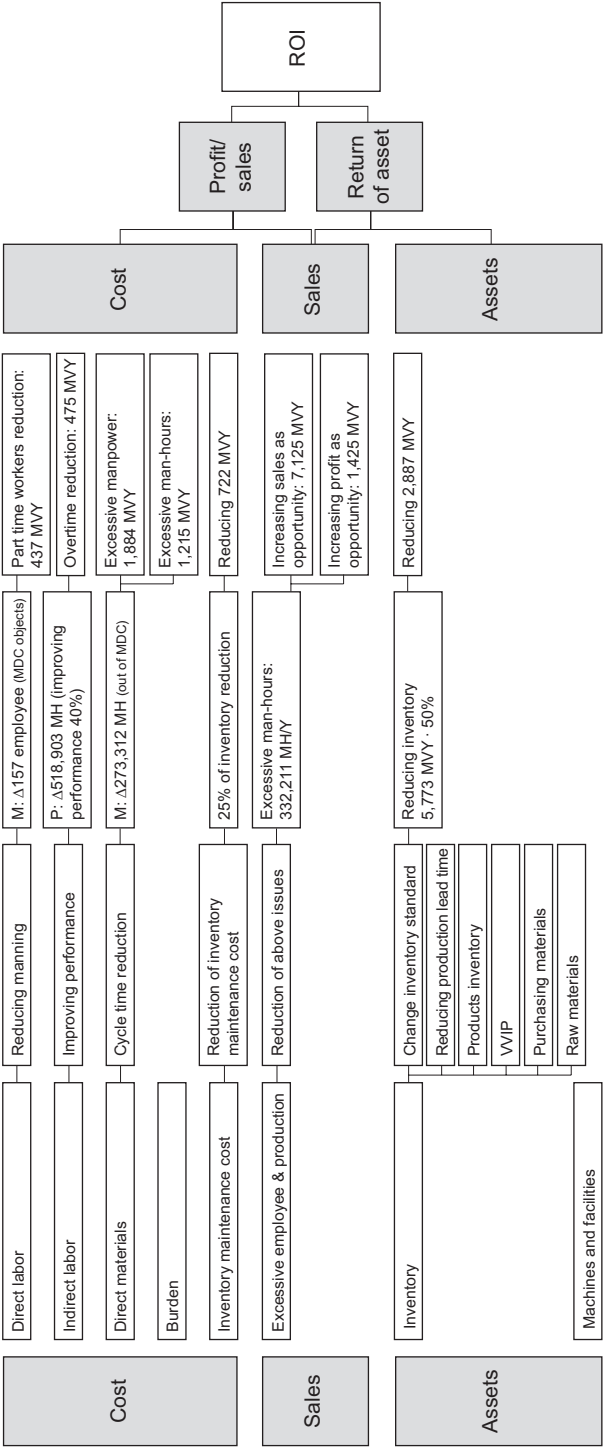 Cost
Direct labor
Reducing manning
M: Δ157 employee (MDC objects)
Part time workers reduction:
437 MVY
Cost
Indirect labor
Improving performance
P: Δ518,903 MH (improving
performance 40%)
Overtime reduction: 475 MVY
Direct materials
Cycle time reduction
M: Δ273,312 MH (out of MDC)
Excessive manpower:
1,884 MVY
Excessive man-hours:
1,215 MVY
Burden
Inventory maintenance cost
Reduction of inventory
maintenance cost
25% of inventory reduction
Reducing 722 MVY
Profit/
sales
Sales
Excessive employee & production
Reduction of above issues
Excessive man-hours:
332,211 MH/Y
Increasing sales as
opportunity: 7,125 MVY
Increasing profit as
opportunity: 1,425 MVY
Sales
ROI
Return
of asset
Assets
Inventory
Change inventory standard
Reducing production lead time
Products inventory
VVIP
Purchasing materials
Raw materials
Reducing inventory
5,773 MVY · 50%
Reducing 2,887 MVY
Assets
Machines and facilities